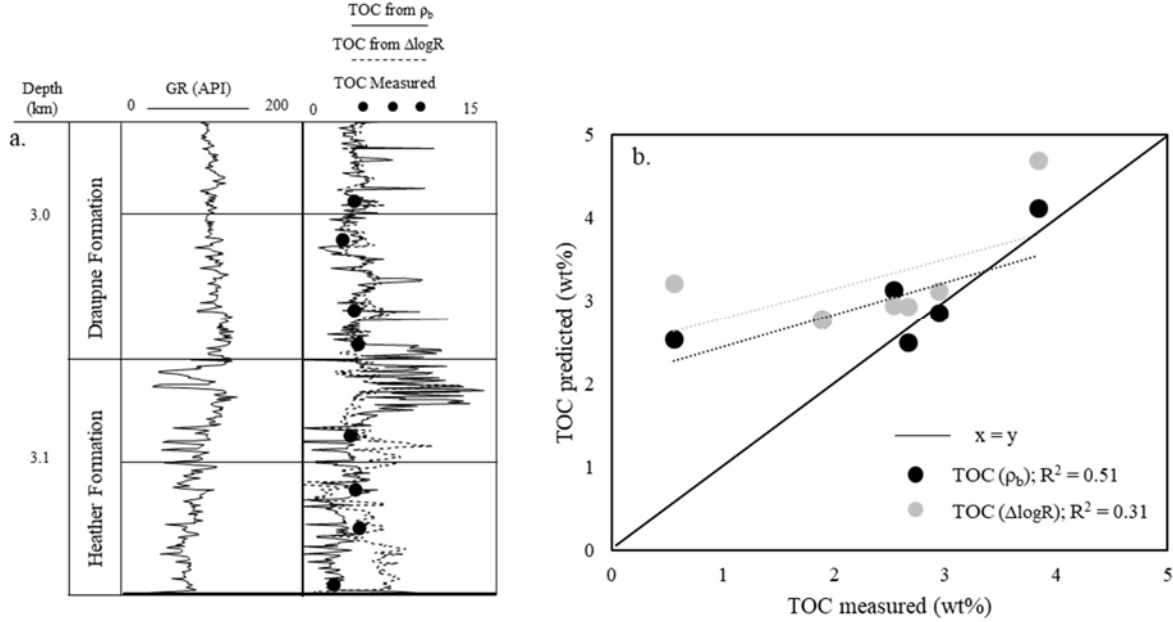 TOC from ρb
TOC from ΔlogR
TOC Measured
Depth
(km)
GR (API)
0
200
0
15
a.
3.0
3.1
Draupne Formation
Heather Formation
b.
5
4
3
2
1
0
TOC predicted (wt%)
x = y
TOC (ρb); R² = 0.51
TOC (ΔlogR); R² = 0.31
0
1
2
3
4
5
TOC measured (wt%)